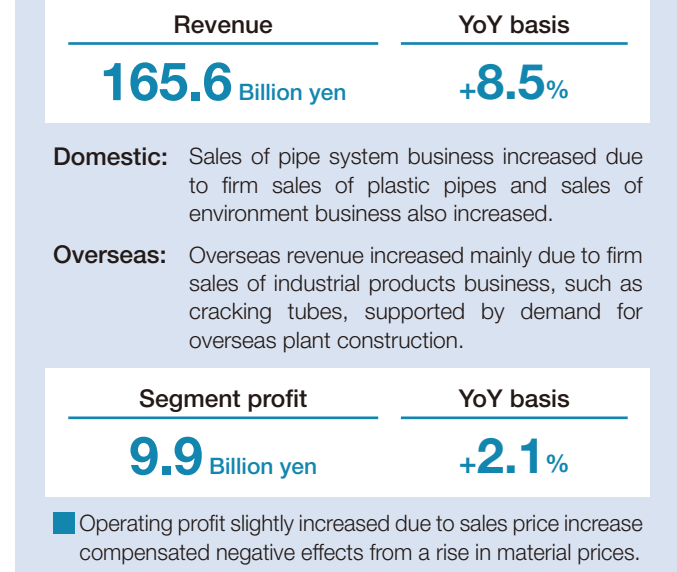 Revenue YoY basis
165.6 Billion yen +8.5%
Domestic: Sales of pipe system business increased due
to firm sales of plastic pipes and sales of
environment business also increased.
Overseas: Overseas revenue increased mainly due to firm
sales of industrial products business, such as
cracking tubes, supported by demand for
overseas plant construction.
Segment profit YoY basis
9.9 Billion yen +2.1%
Operating profit slightly increased due to sales price increase
compensated negative effects from a rise in material prices.